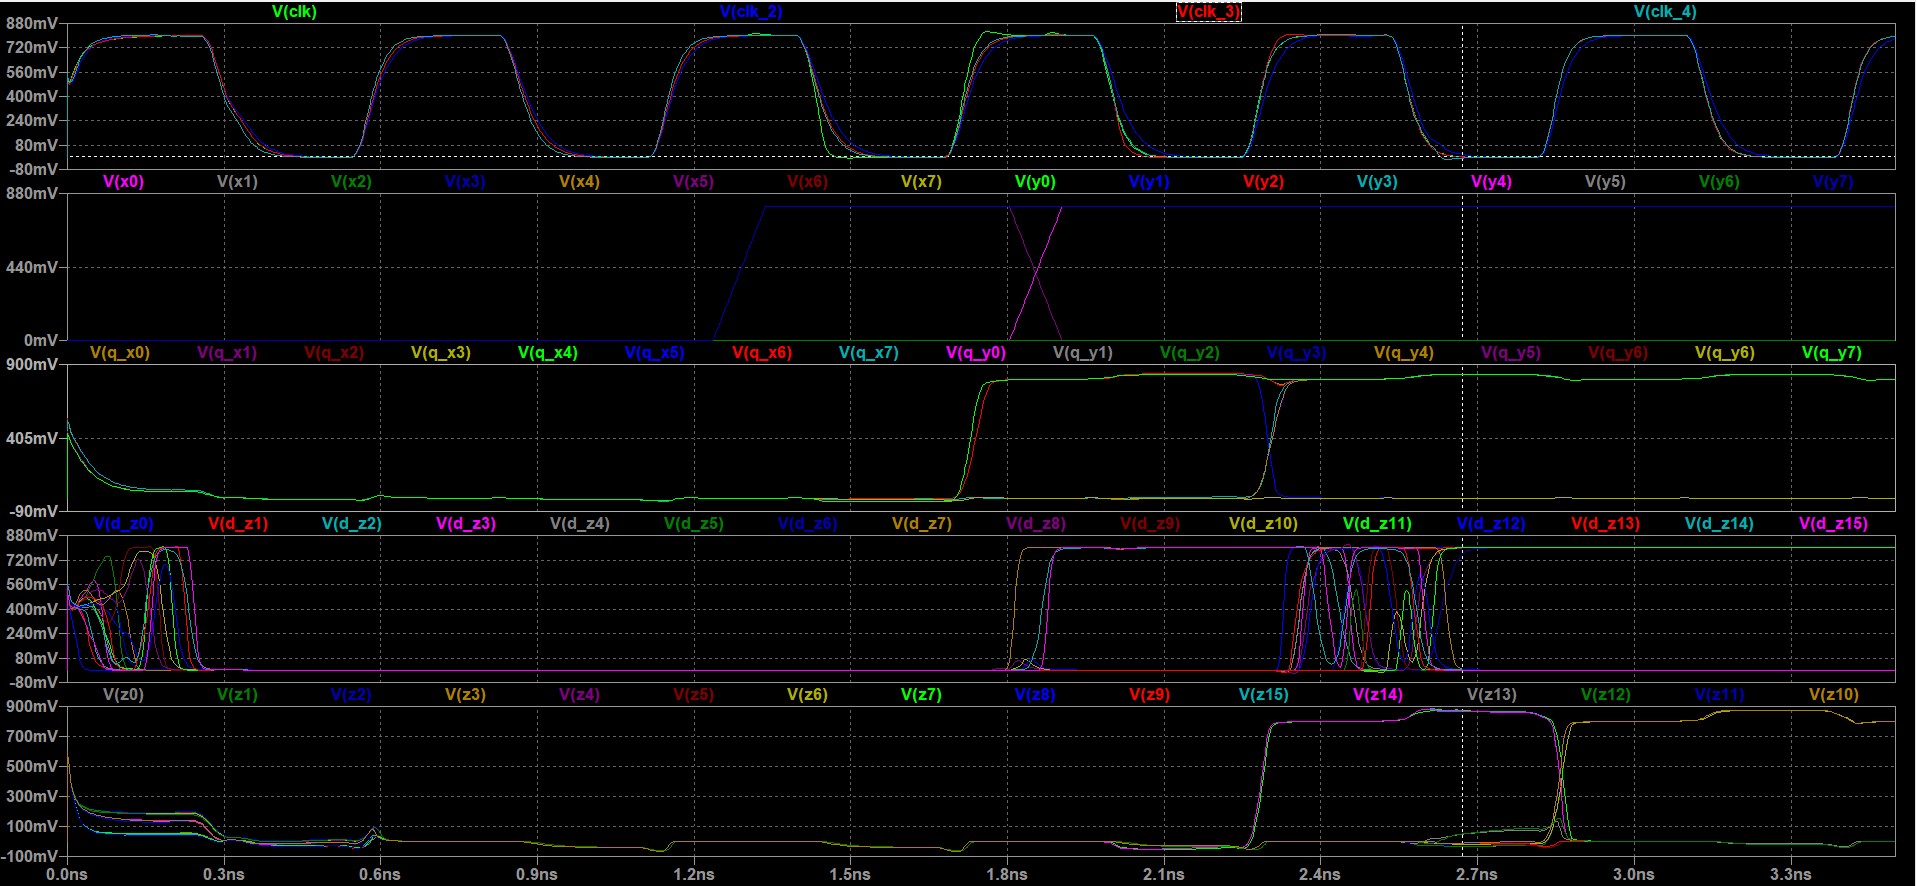 V(clk) V(clk_2) V(clk_3) V(clk_4)
880mV
720mV
560mV
400mV
240mV
80mV
-80mV
V(x0) V(x1) V(x2) V(x3) V(x4) V(x5) V(x6) V(x7) V(y0) V(y1) V(y2) V(y3) V(y4) V(y5) V(y6) V(y7)
880mV
440mV
0mV
V(q_x0) V(q_x1) V(q_x2) V(q_x3) V(q_x4) V(q_x5) V(q_x6) V(q_x7) V(q_y0) V(q_y1) V(q_y2) V(q_y3) V(q_y4) V(q_y5) V(q_y6) V(q_y6) V(q_y7)
900mV
405mV
-90mV
V(d_z0) V(d_z1) V(d_z2) V(d_z3) V(d_z4) V(d_z5) V(d_z6) V(d_z7) V(d_z8) V(d_z9) V(d_z10) V(d_z11) V(d_z12) V(d_z13) V(d_z14) V(d_z15)
880mV
720mV
560mV
400mV
240mV
80mV
-80mV
V(z0) V(z1) V(z2) V(z3) V(z4) V(z5) V(z6) V(z7) V(z8) V(z9) V(z15) V(z14) V(z13) V(z12) V(z11) V(z10)
900mV
700mV
500mV
300mV
100mV
-100mV
0.0ns 0.3ns 0.6ns 0.9ns 1.2ns 1.5ns 1.8ns 2.1ns 2.4ns 2.7ns 3.0ns 3.3ns